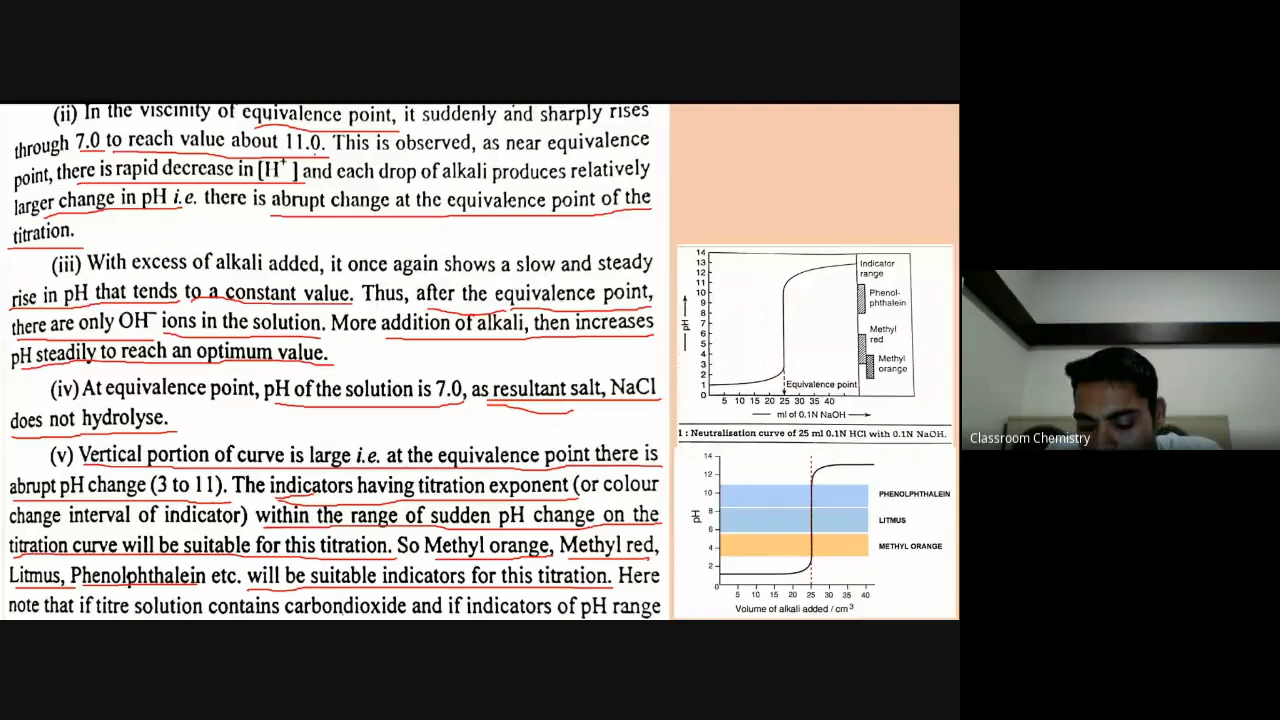 (ii) In the viscinity of equivalence point, it suddenly and sharply rises
through 7.0 to reach value about 11.0. This is observed, as near equivalence
point, there is rapid decrease in [H⁺] and each drop of alkali produces relatively
larger change in pH i.e. there is abrupt change at the equivalence point of the
titration.
(iii) With excess of alkali added, it once again shows a slow and steady
rise in pH that tends to a constant value. Thus, after the equivalence point,
there are only OH⁻ ions in the solution. More addition of alkali, then increases
pH steadily to reach an optimum value.
(iv) At equivalence point, pH of the solution is 7.0, as resultant salt, NaCl
does not hydrolyse.
(v) Vertical portion of curve is large i.e. at the equivalence point there is
abrupt pH change (3 to 11). The indicators having titration exponent (or colour
change interval of indicator) within the range of sudden pH change on the
titration curve will be suitable for this titration. So Methyl orange, Methyl red,
Litmus, Phenolphthalein etc. will be suitable indicators for this titration. Here
note that if titre solution contains carbondioxide and if indicators of pH range
14
13
12
11
10
9
8
7
6
5
4
3
2
1
0
pH
Indicator
range
Phenol-
phthalein
Methyl
red
Methyl
orange
Equivalence point
5 10 15 20 25 30 35 40
ml of 0.1N NaOH
1 : Neutralisation curve of 25 ml 0.1N HCl with 0.1N NaOH.
14
12
10
8
6
4
2
0
pH
PHENOLPHTHALEIN
LITMUS
METHYL ORANGE
5 10 15 20 25 30 35 40
Volume of alkali added / cm³
Classroom Chemistry